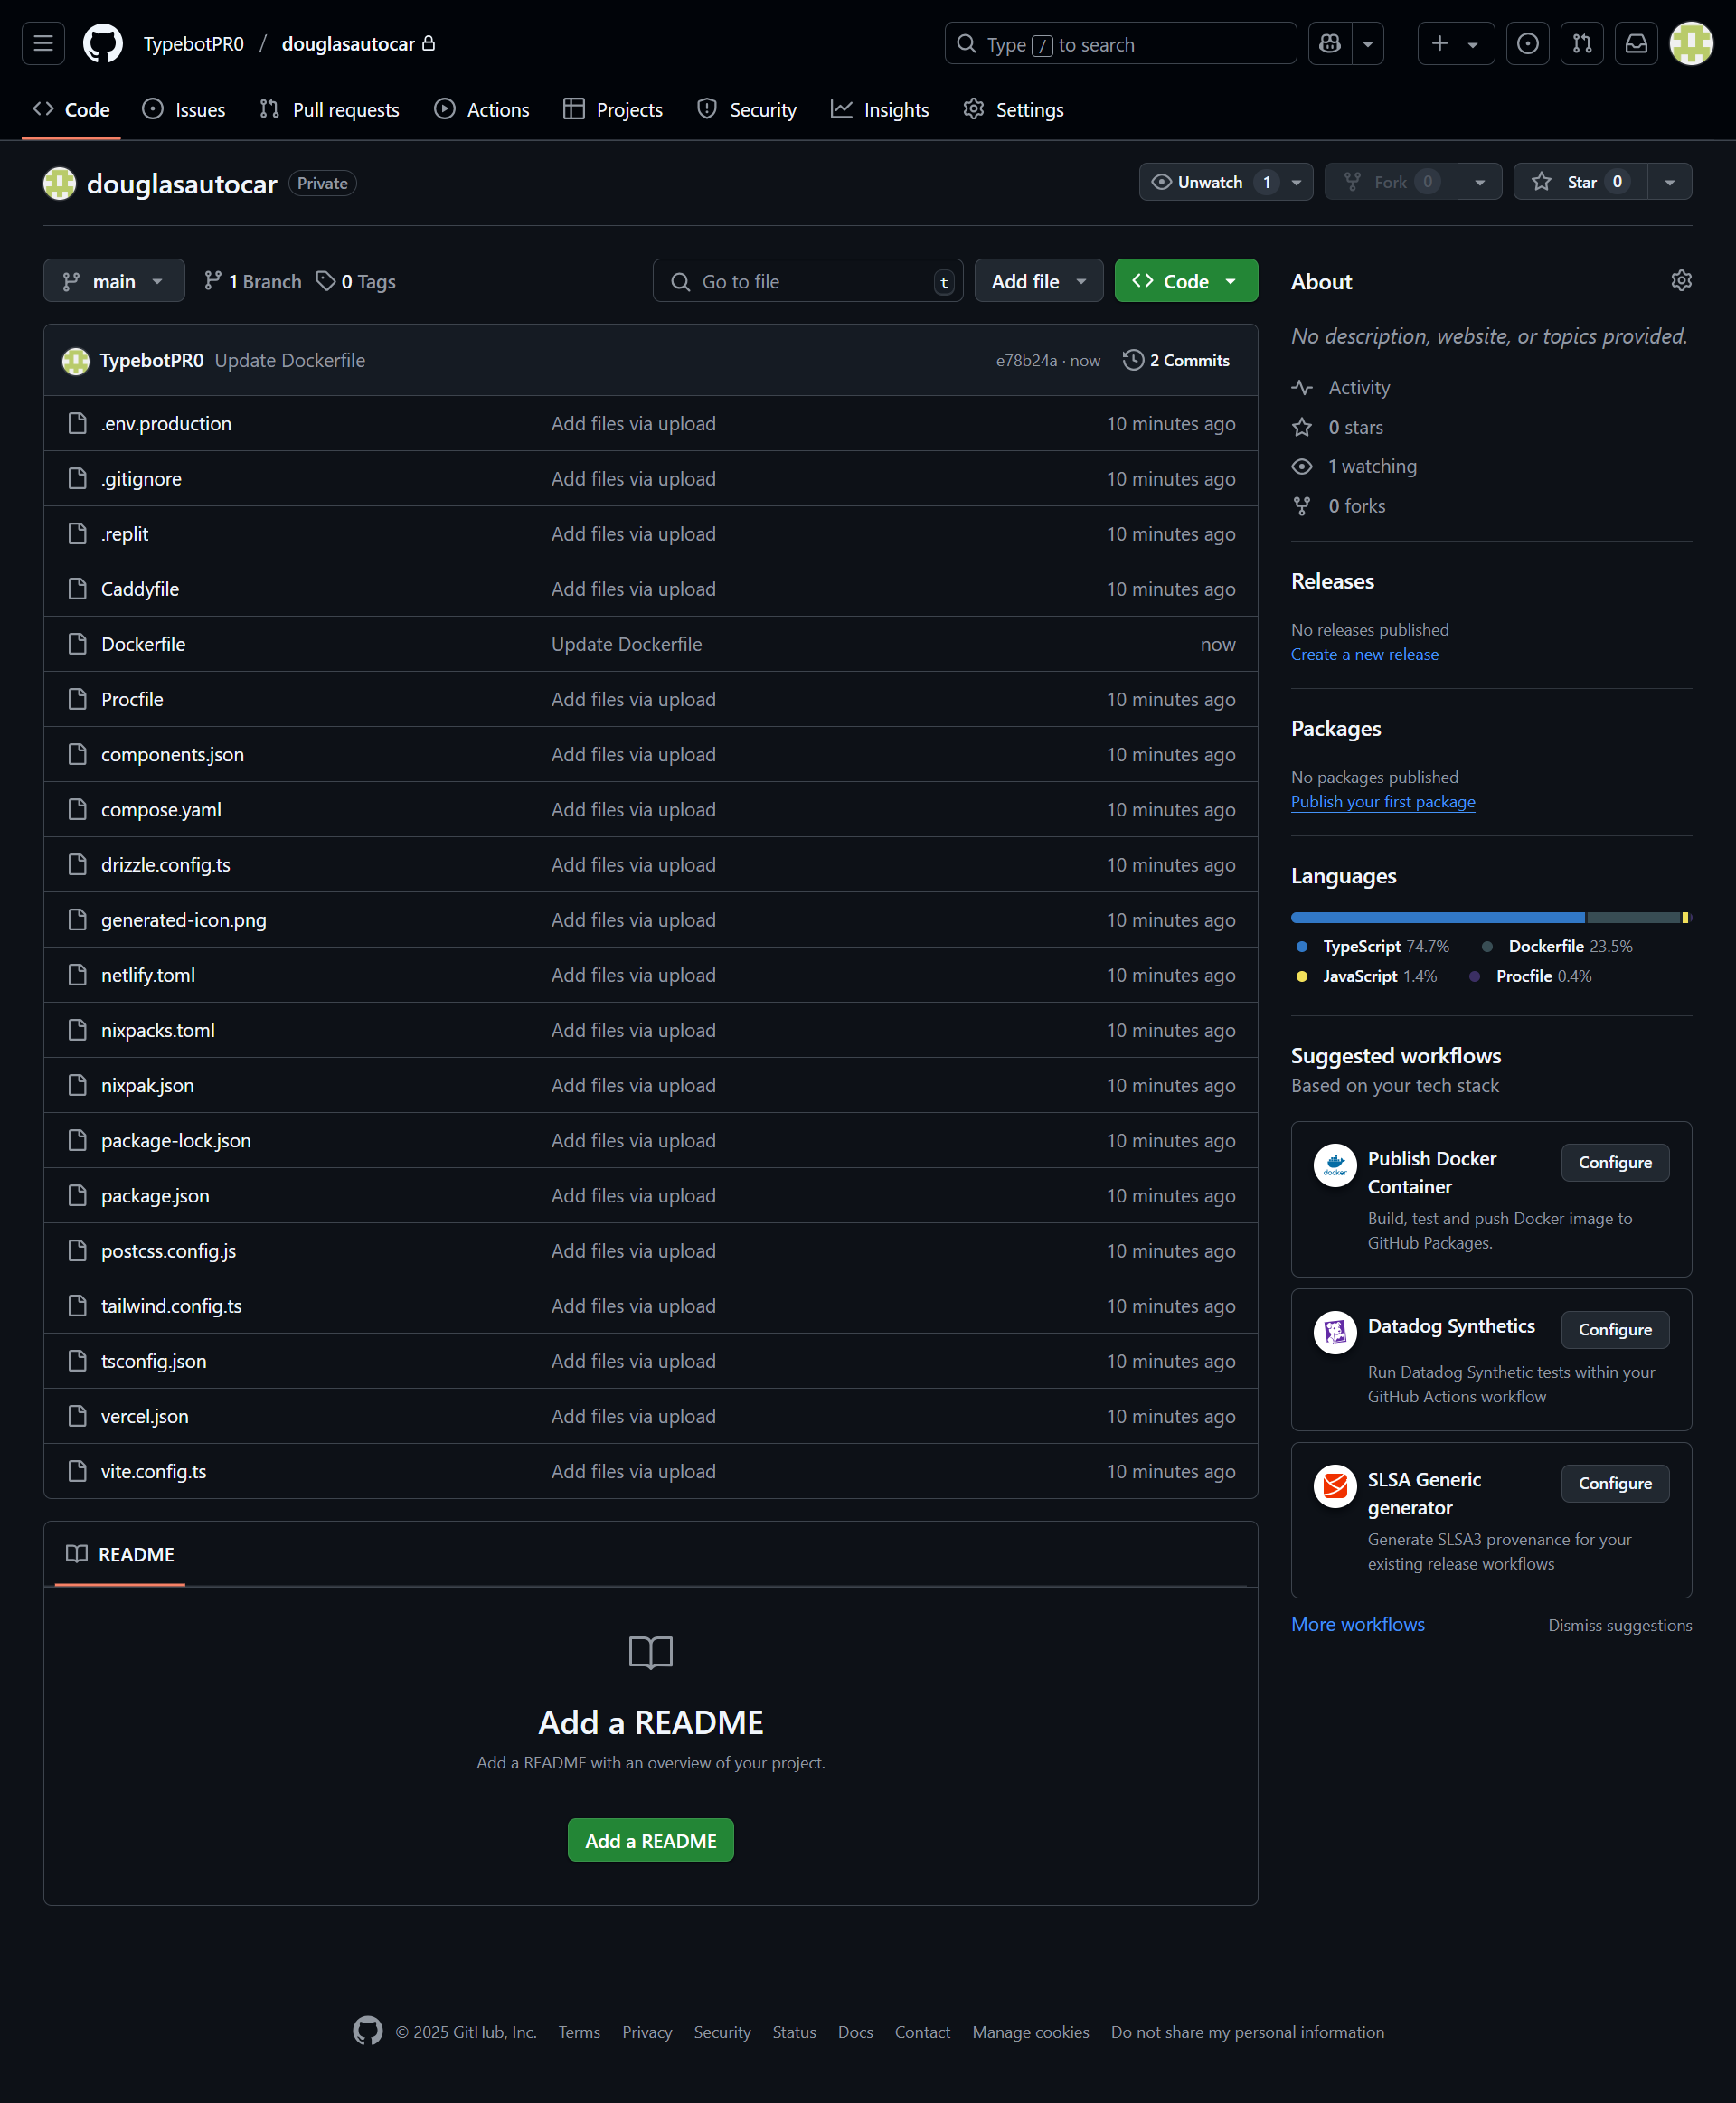 TypebotPR0 / douglasautocar
Type / to search
Code Issues Pull requests Actions Projects Security Insights Settings
douglasautocar Private
Unwatch 1 Fork 0 Star 0
main 1 Branch 0 Tags
Go to file t Add file Code
TypebotPR0 Update Dockerfile e78b24a · now 2 Commits
.env.production Add files via upload 10 minutes ago
.gitignore Add files via upload 10 minutes ago
.replit Add files via upload 10 minutes ago
Caddyfile Add files via upload 10 minutes ago
Dockerfile Update Dockerfile now
Procfile Add files via upload 10 minutes ago
components.json Add files via upload 10 minutes ago
compose.yaml Add files via upload 10 minutes ago
drizzle.config.ts Add files via upload 10 minutes ago
generated-icon.png Add files via upload 10 minutes ago
netlify.toml Add files via upload 10 minutes ago
nixpacks.toml Add files via upload 10 minutes ago
nixpak.json Add files via upload 10 minutes ago
package-lock.json Add files via upload 10 minutes ago
package.json Add files via upload 10 minutes ago
postcss.config.js Add files via upload 10 minutes ago
tailwind.config.ts Add files via upload 10 minutes ago
tsconfig.json Add files via upload 10 minutes ago
vercel.json Add files via upload 10 minutes ago
vite.config.ts Add files via upload 10 minutes ago
README
Add a README
Add a README with an overview of your project.
Add a README
About
No description, website, or topics provided.
Activity
0 stars
1 watching
0 forks
Releases
No releases published
Create a new release
Packages
No packages published
Publish your first package
Languages
TypeScript 74.7% Dockerfile 23.5%
JavaScript 1.4% Procfile 0.4%
Suggested workflows
Based on your tech stack
docker
Publish Docker
Container
Configure
Build, test and push Docker image to
GitHub Packages.
Datadog Synthetics
Configure
Run Datadog Synthetic tests within your
GitHub Actions workflow
SLSA Generic
generator
Configure
Generate SLSA3 provenance for your
existing release workflows
More workflows Dismiss suggestions
© 2025 GitHub, Inc. Terms Privacy Security Status Docs Contact Manage cookies Do not share my personal information